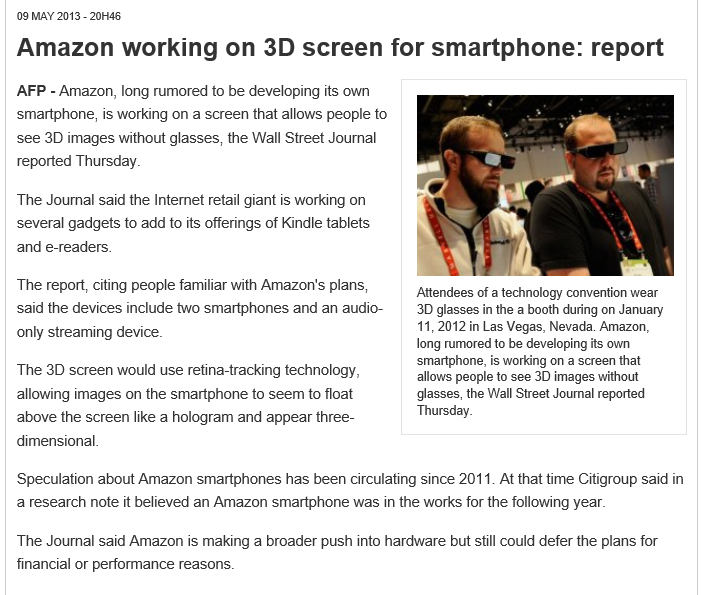 09 MAY 2013 - 20H46
Amazon working on 3D screen for smartphone: report
AFP - Amazon, long rumored to be developing its own
smartphone, is working on a screen that allows people to
see 3D images without glasses, the Wall Street Journal
reported Thursday.
The Journal said the Internet retail giant is working on
several gadgets to add to its offerings of Kindle tablets
and e-readers.
The report, citing people familiar with Amazon's plans,
said the devices include two smartphones and an audio-
only streaming device.
The 3D screen would use retina-tracking technology,
allowing images on the smartphone to seem to float
above the screen like a hologram and appear three-
dimensional.
Attendees of a technology convention wear
3D glasses in the a booth during on January
11, 2012 in Las Vegas, Nevada. Amazon,
long rumored to be developing its own
smartphone, is working on a screen that
allows people to see 3D images without
glasses, the Wall Street Journal reported
Thursday.
Speculation about Amazon smartphones has been circulating since 2011. At that time Citigroup said in
a research note it believed an Amazon smartphone was in the works for the following year.
The Journal said Amazon is making a broader push into hardware but still could defer the plans for
financial or performance reasons.